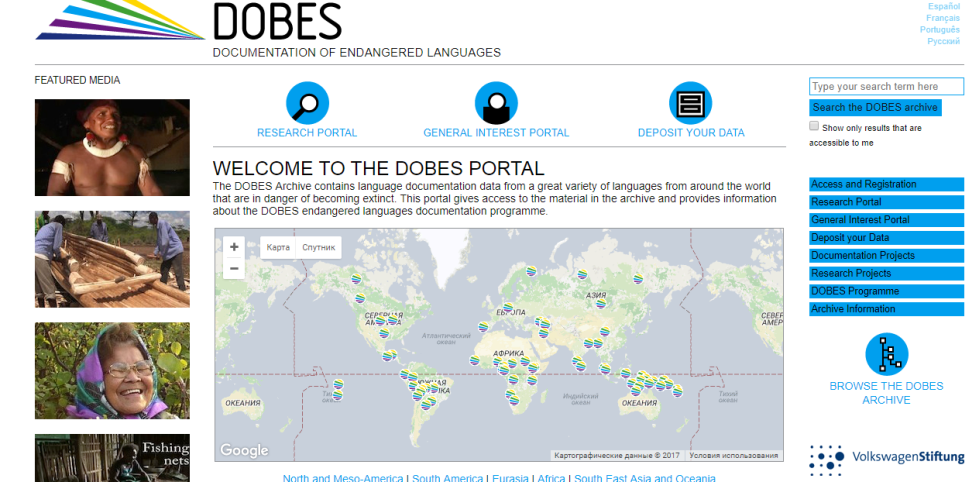 DOBES
DOCUMENTATION OF ENDANGERED LANGUAGES
Español
Français
Português
Русский
FEATURED MEDIA
RESEARCH PORTAL
GENERAL INTEREST PORTAL
DEPOSIT YOUR DATA
Type your search term here
Search the DOBES archive
Show only results that are
accessible to me
WELCOME TO THE DOBES PORTAL
The DOBES Archive contains language documentation data from a great variety of languages from around the world
that are in danger of becoming extinct. This portal gives access to the material in the archive and provides information
about the DOBES endangered languages documentation programme.
Access and Registration
Research Portal
General Interest Portal
Deposit your Data
Documentation Projects
Research Projects
DOBES Programme
Archive Information
+
Карта
Спутник
−
АЗИЯ
Атлантический
океан
АФРИКА
СЕВЕР
АМЕР
ОКЕАНИЯ
Индийский
океан
ОКЕАНИЯ
Тихий
океан
Google
Картографические данные © 2017
Условия использования
BROWSE THE DOBES
ARCHIVE
Fishing
nets
VolkswagenStiftung
North and Meso-America | South America | Eurasia | Africa | South East Asia and Oceania